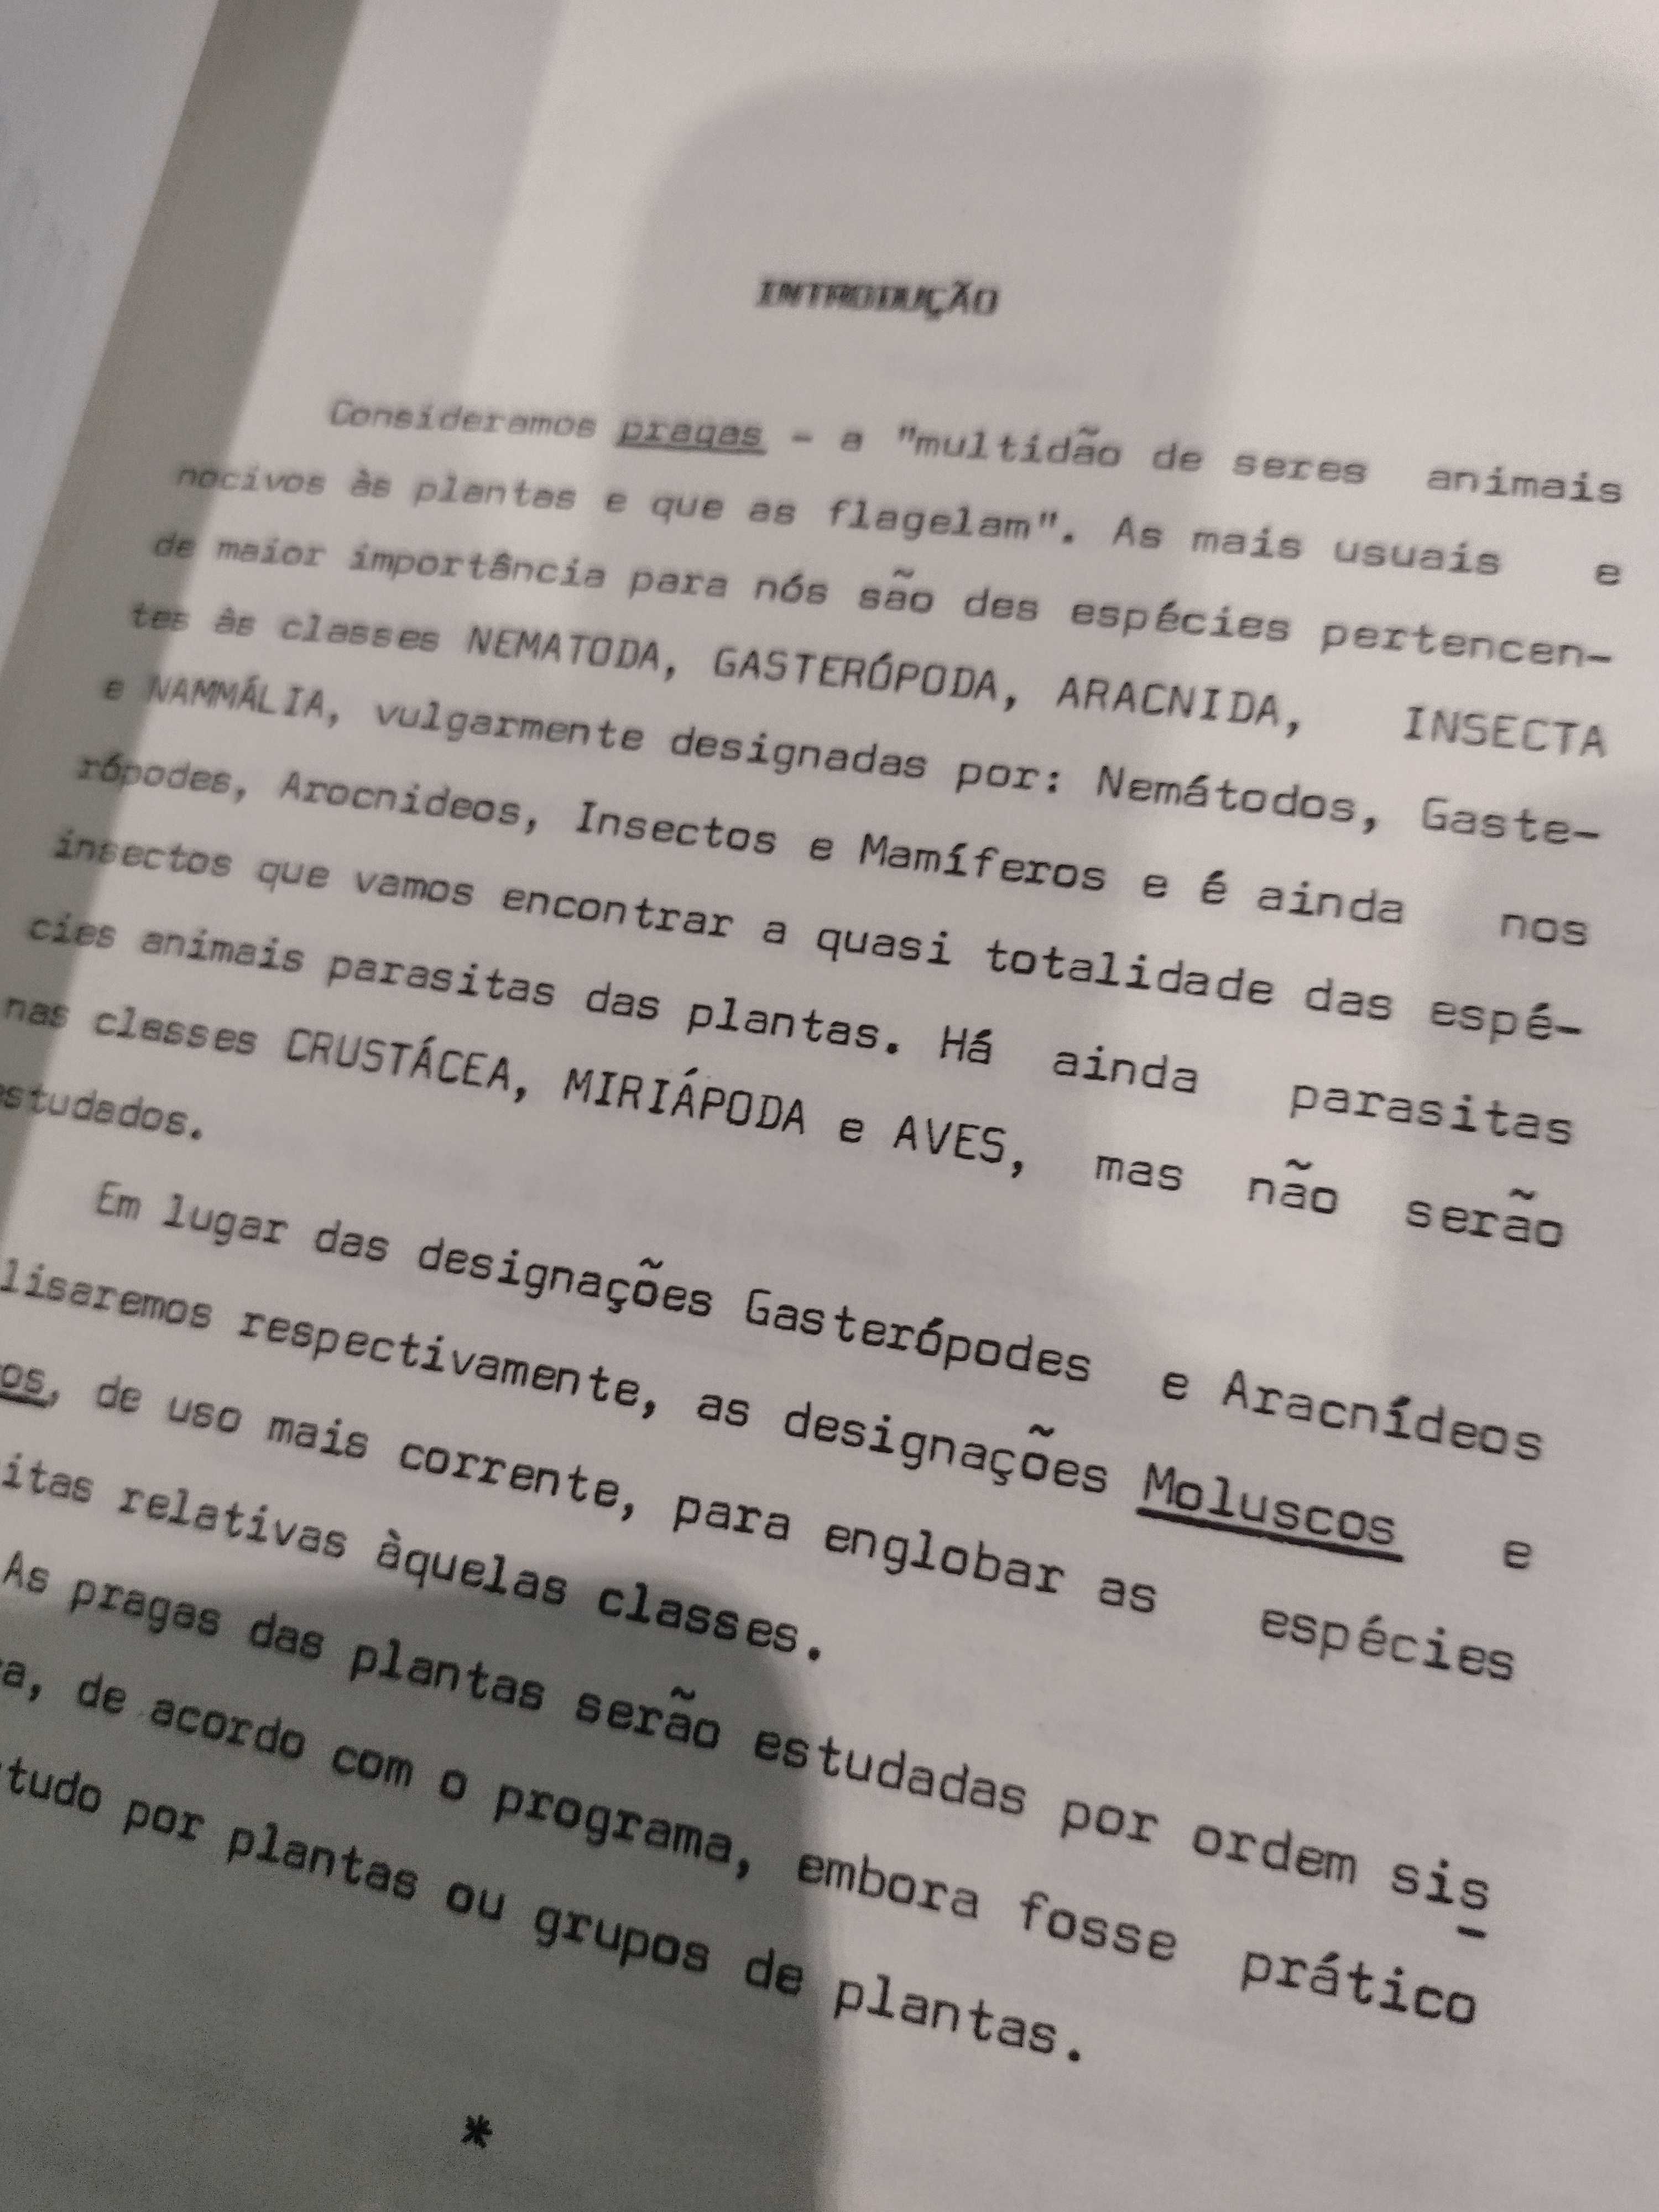 INTRODUÇÃO
Consideramos pragas - a "multidão de seres animais
nocivos às plantas e que as flagelam". As mais usuais e
de maior importância para nós são des espécies pertencen-
tes às classes NEMATODA, GASTERÓPODA, ARACNIDA, INSECTA
e NAMMÁLIA, vulgarmente designadas por: Nemátodos, Gaste-
rópodes, Arocnideos, Insectos e Mamíferos e é ainda nos
insectos que vamos encontrar a quasi totalidade das espé-
cies animais parasitas das plantas. Há ainda parasitas
nas classes CRUSTÁCEA, MIRIÁPODA e AVES, mas não serão
studados.
Em lugar das designações Gasterópodes e Aracnídeos
lisaremos respectivamente, as designações Moluscos e
os, de uso mais corrente, para englobar as espécies
itas relativas àquelas classes.
As pragas das plantas serão estudadas por ordem sis
a, de acordo com o programa, embora fosse prático
tudo por plantas ou grupos de plantas.
*